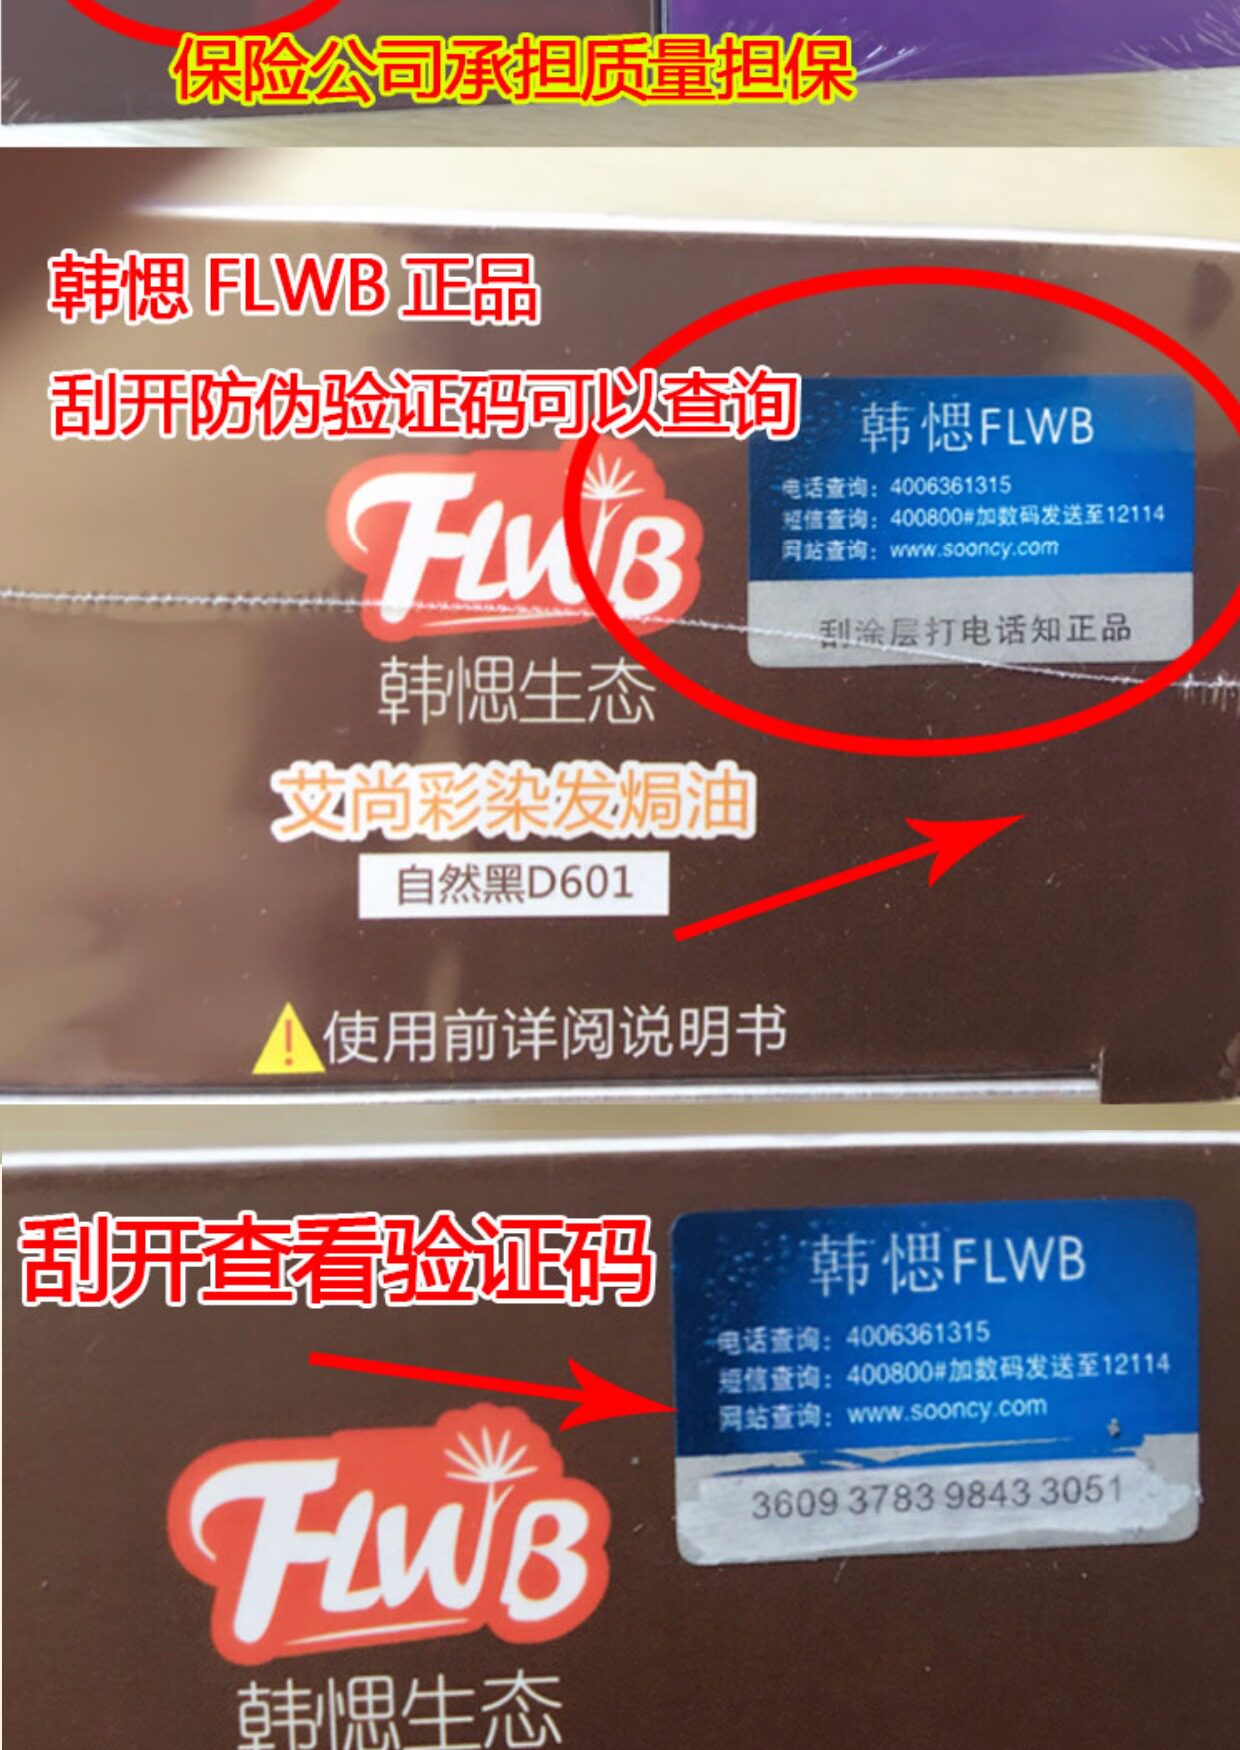 保险公司承担质量担保
韩愢 FLWB 正品
刮开防伪验证码可以查询
韩愢FLWB
电话查询：4006361315
短信查询：400800#加数码发送至12114
网站查询：www.sooncy.com
刮涂层打电话知正品
FLWB
韩愢生态
艾尚彩染发焗油
自然黑D601
使用前详阅说明书
刮开查看验证码
韩愢FLWB
电话查询：4006361315
短信查询：400800#加数码发送至12114
网站查询：www.sooncy.com
3609 3783 9843 3051
FLWB
韩愢生态